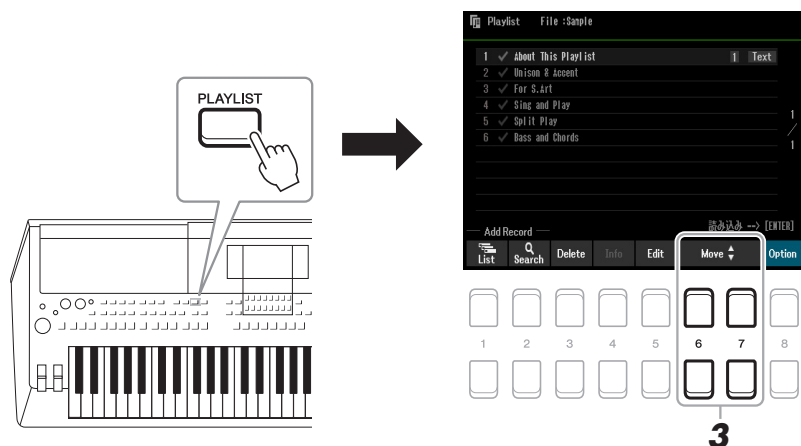 PLAYLIST
Playlist File :Sample
1 ✓ About This Playlist 1 Text
2 ✓ Unison & Accent
3 ✓ For S.Art
4 ✓ Sing and Play
5 ✓ Split Play
6 ✓ Bass and Chords
1
/
1
読み込み --> [ENTER]
Add Record
List Search Delete Info Edit Move Option
1 2 3 4 5 6 7 8
3